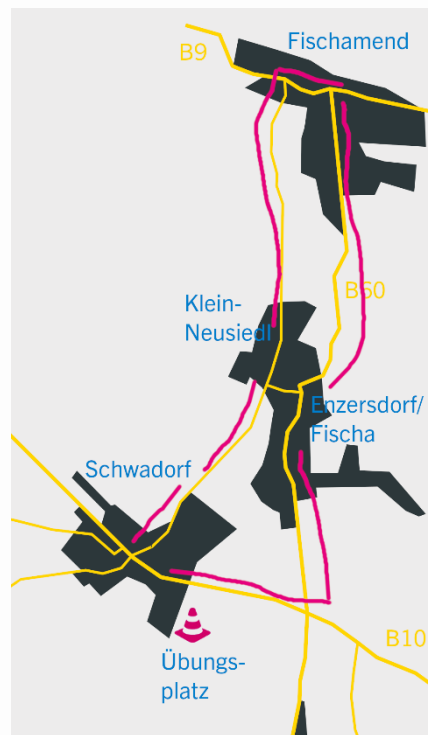 Fischamend
B9
Klein-
Neusiedl
B60
Enzersdorf/
Fischa
Schwadorf
B10
Übungs-
platz